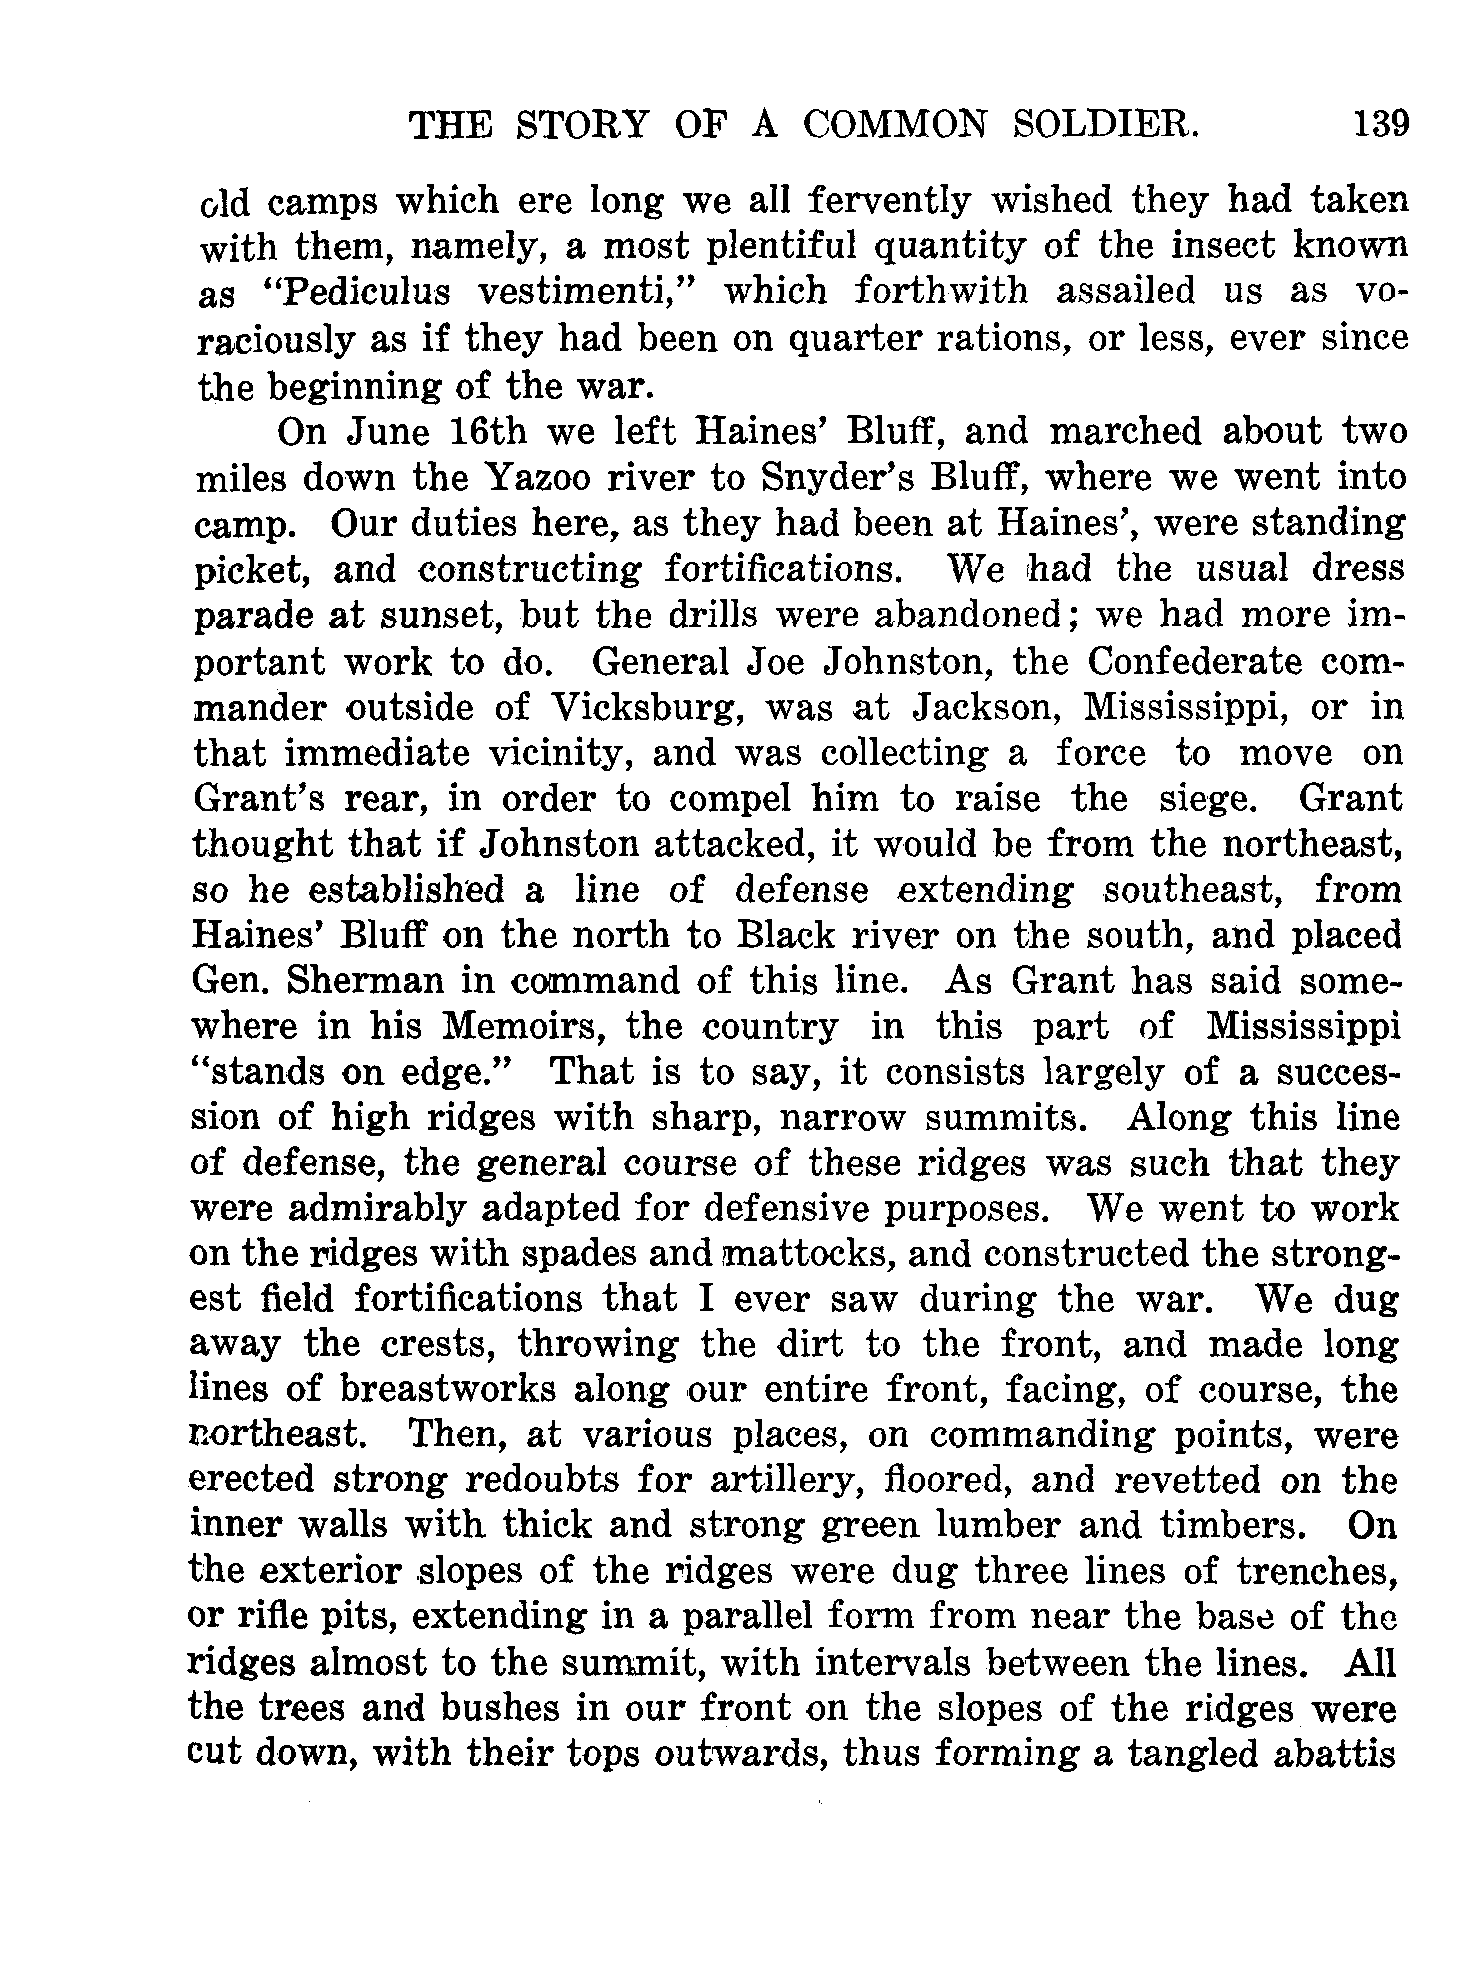 THE STORY OF A COMMON SOLDIER. 139
old camps which ere long we all fervently wished they had taken
with them, namely, a most plentiful quantity of the insect known
as “Pediculus vestimenti,” which forthwith assailed us as vo-
raciously as if they had been on quarter rations, or less, ever since
the beginning of the war.
On June 16th we left Haines’ Bluff, and marched about two
miles down the Yazoo river to Snyder’s Bluff, where we went into
camp. Our duties here, as they had been at Haines’, were standing
picket, and constructing fortifications. We had the usual dress
parade at sunset, but the drills were abandoned; we had more im-
portant work to do. General Joe Johnston, the Confederate com-
mander outside of Vicksburg, was at Jackson, Mississippi, or in
that immediate vicinity, and was collecting a force to move on
Grant’s rear, in order to compel him to raise the siege. Grant
thought that if Johnston attacked, it would be from the northeast,
so he established a line of defense extending southeast, from
Haines’ Bluff on the north to Black river on the south, and placed
Gen. Sherman in command of this line. As Grant has said some-
where in his Memoirs, the country in this part of Mississippi
“stands on edge.” That is to say, it consists largely of a succes-
sion of high ridges with sharp, narrow summits. Along this line
of defense, the general course of these ridges was such that they
were admirably adapted for defensive purposes. We went to work
on the ridges with spades and mattocks, and constructed the strong-
est field fortifications that I ever saw during the war. We dug
away the crests, throwing the dirt to the front, and made long
lines of breastworks along our entire front, facing, of course, the
northeast. Then, at various places, on commanding points, were
erected strong redoubts for artillery, floored, and revetted on the
inner walls with thick and strong green lumber and timbers. On
the exterior slopes of the ridges were dug three lines of trenches,
or rifle pits, extending in a parallel form from near the base of the
ridges almost to the summit, with intervals between the lines. All
the trees and bushes in our front on the slopes of the ridges were
cut down, with their tops outwards, thus forming a tangled abattis